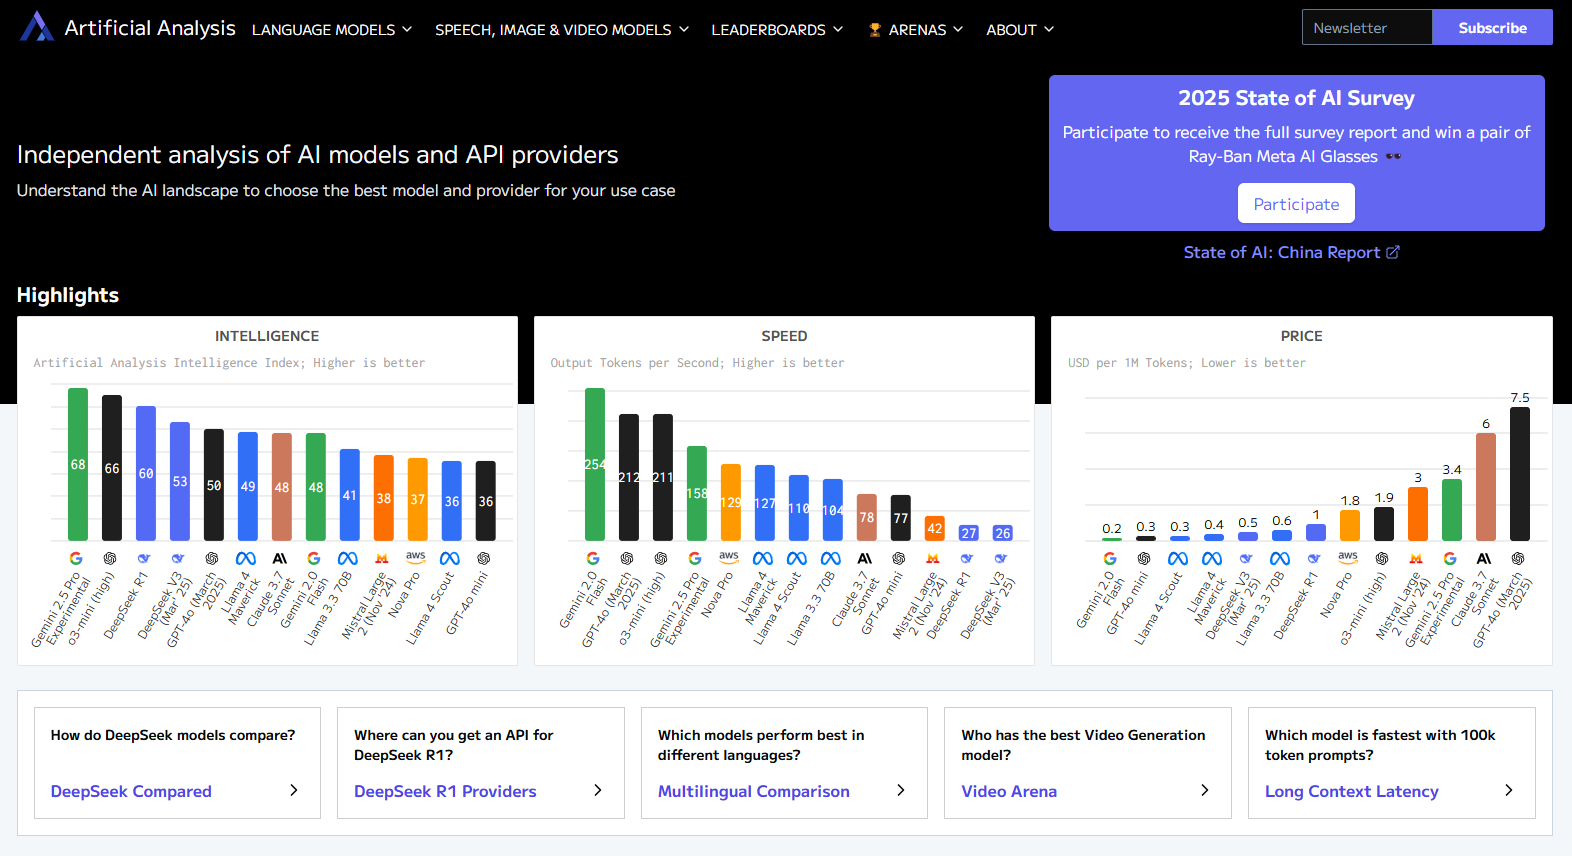 Artificial Analysis
LANGUAGE MODELS
SPEECH, IMAGE & VIDEO MODELS
LEADERBOARDS
ARENAS
ABOUT
Newsletter
Subscribe
2025 State of AI Survey
Participate to receive the full survey report and win a pair of
Ray-Ban Meta AI Glasses
Participate
State of AI: China Report
Independent analysis of AI models and API providers
Understand the AI landscape to choose the best model and provider for your use case
Highlights
INTELLIGENCE
Artificial Analysis Intelligence Index; Higher is better
68
66
60
53
50
49
48
48
41
38
37
36
36
aws
Gemini 2.5 Pro
Experimental
o3-mini (high)
DeepSeek R1
DeepSeek V3
(Mar' 25)
GPT-4o (March
2025)
Llama 4
Maverick
Claude 3.7
Sonnet
Gemini 2.0
Flash
Llama 3.3 70B
Mistral Large
2 (Nov '24)
Nova Pro
Llama 4 Scout
GPT-4o mini
SPEED
Output Tokens per Second; Higher is better
254
212
211
158
129
127
110
104
78
77
42
27
26
aws
Gemini 2.0
Flash
GPT-4o (March
2025)
o3-mini (high)
Gemini 2.5 Pro
Experimental
Nova Pro
Llama 4
Maverick
Llama 4 Scout
Llama 3.3 70B
Claude 3.7
Sonnet
GPT-4o mini
Mistral Large
2 (Nov '24)
DeepSeek R1
DeepSeek V3
(Mar' 25)
PRICE
USD per 1M Tokens; Lower is better
0.2
0.3
0.3
0.4
0.5
0.6
1
1.8
1.9
3
3.4
6
7.5
aws
Gemini 2.0
Flash
GPT-4o mini
Llama 4 Scout
Llama 4
Maverick
DeepSeek V3
(Mar' 25)
Llama 3.3 70B
DeepSeek R1
Nova Pro
o3-mini (high)
Mistral Large
2 (Nov '24)
Gemini 2.5 Pro
Experimental
Claude 3.7
Sonnet
GPT-4o (March
2025)
How do DeepSeek models compare?
DeepSeek Compared
Where can you get an API for
DeepSeek R1?
DeepSeek R1 Providers
Which models perform best in
different languages?
Multilingual Comparison
Who has the best Video Generation
model?
Video Arena
Which model is fastest with 100k
token prompts?
Long Context Latency